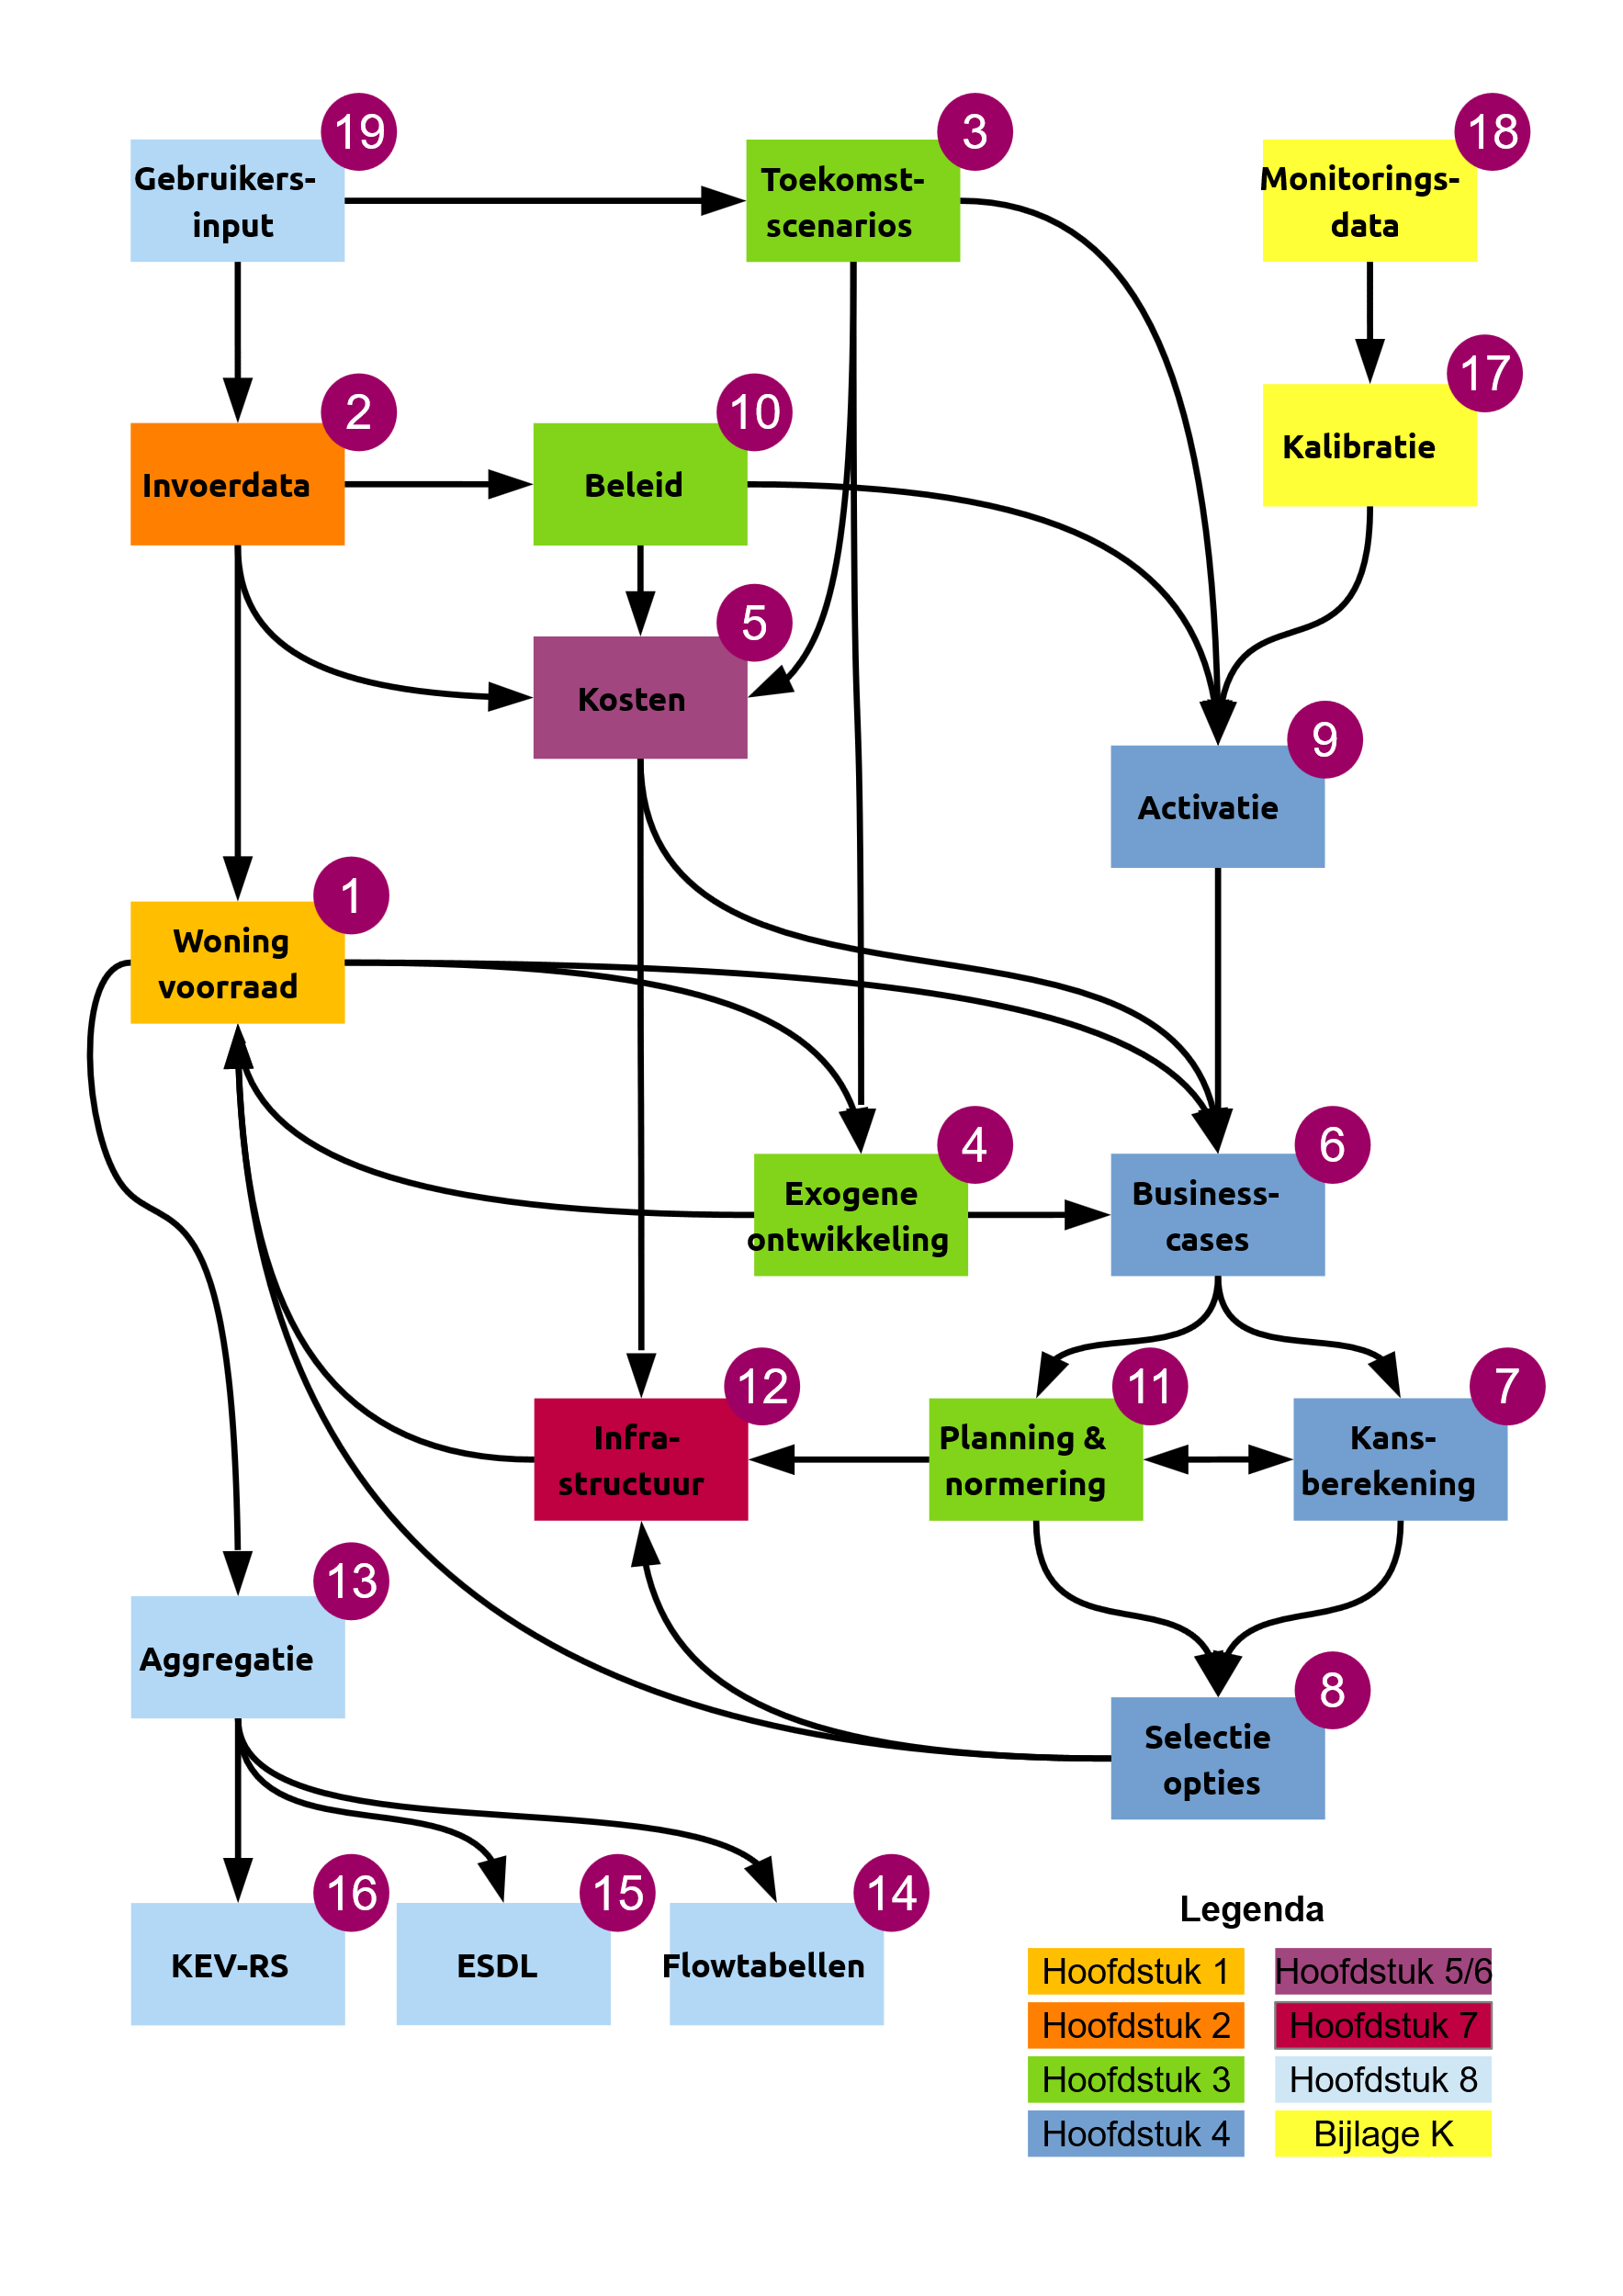 19
Gebruikers-
input
3
Toekomst-
scenarios
18
Monitorings-
data
17
Kalibratie
2
Invoerdata
10
Beleid
5
Kosten
9
Activatie
1
Woning
voorraad
4
Exogene
ontwikkeling
6
Business-
cases
12
Infra-
structuur
11
Planning &
normering
7
Kans-
berekening
13
Aggregatie
8
Selectie
opties
16
KEV-RS
15
ESDL
14
Flowtabellen
Legenda
Hoofdstuk 1
Hoofdstuk 5/6
Hoofdstuk 2
Hoofdstuk 7
Hoofdstuk 3
Hoofdstuk 8
Hoofdstuk 4
Bijlage K